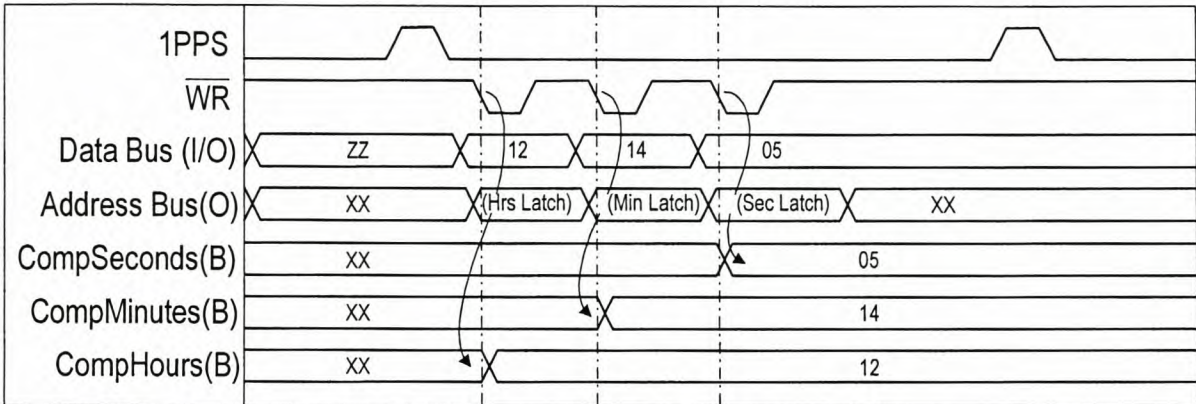 1PPS
WR
Data Bus (I/O) ZZ 12 14 05
Address Bus(O) XX (Hrs Latch) (Min Latch) (Sec Latch) XX
CompSeconds(B) XX 05
CompMinutes(B) XX 14
CompHours(B) XX 12